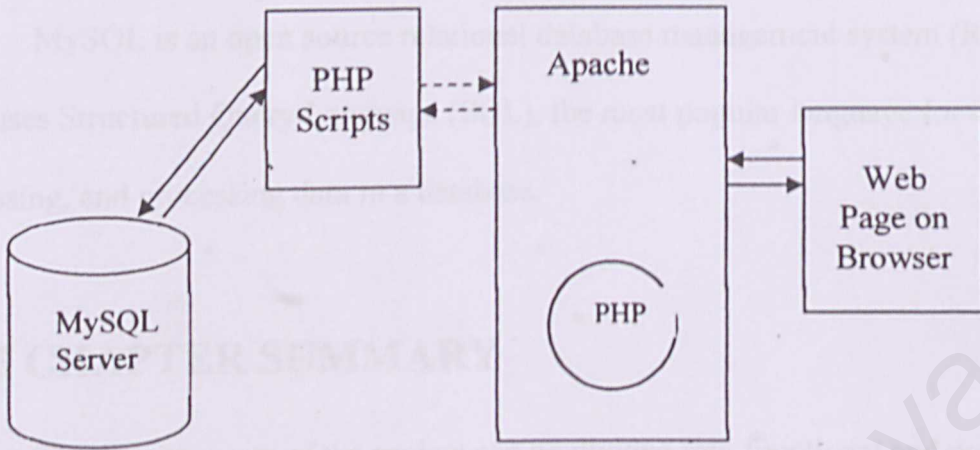 PHP
Scripts
Apache
Web
Page on
Browser
PHP
MySQL
Server
MySQL is an open source relational database management system
uses Structured Query Language (SQL), the most popular language for
and processing data in a database.
CHAPTER SUMMARY